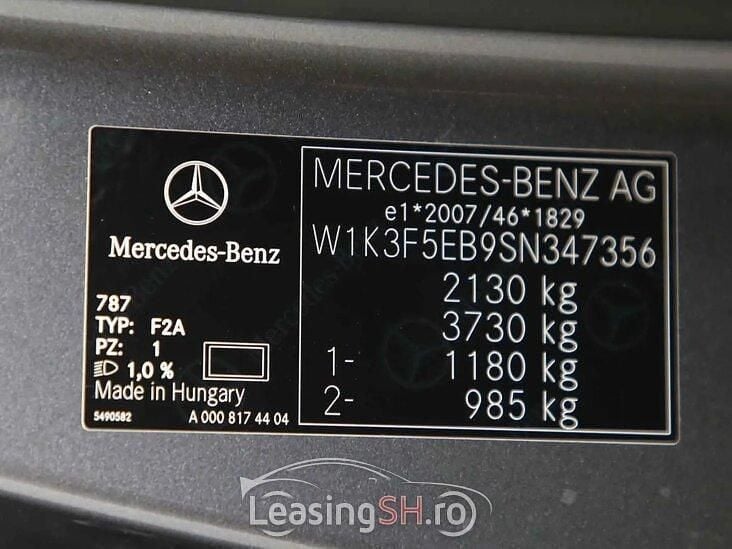 Mercedes-Benz
787
TYP: F2A
PZ: 1
1,0 %
Made in Hungary
5490582 A 000 817 44 04
MERCEDES-BENZ AG
e1*2007/46*1829
W1K3F5EB9SN347356
2130 kg
3730 kg
1- 1180 kg
2- 985 kg
LeasingSH.ro